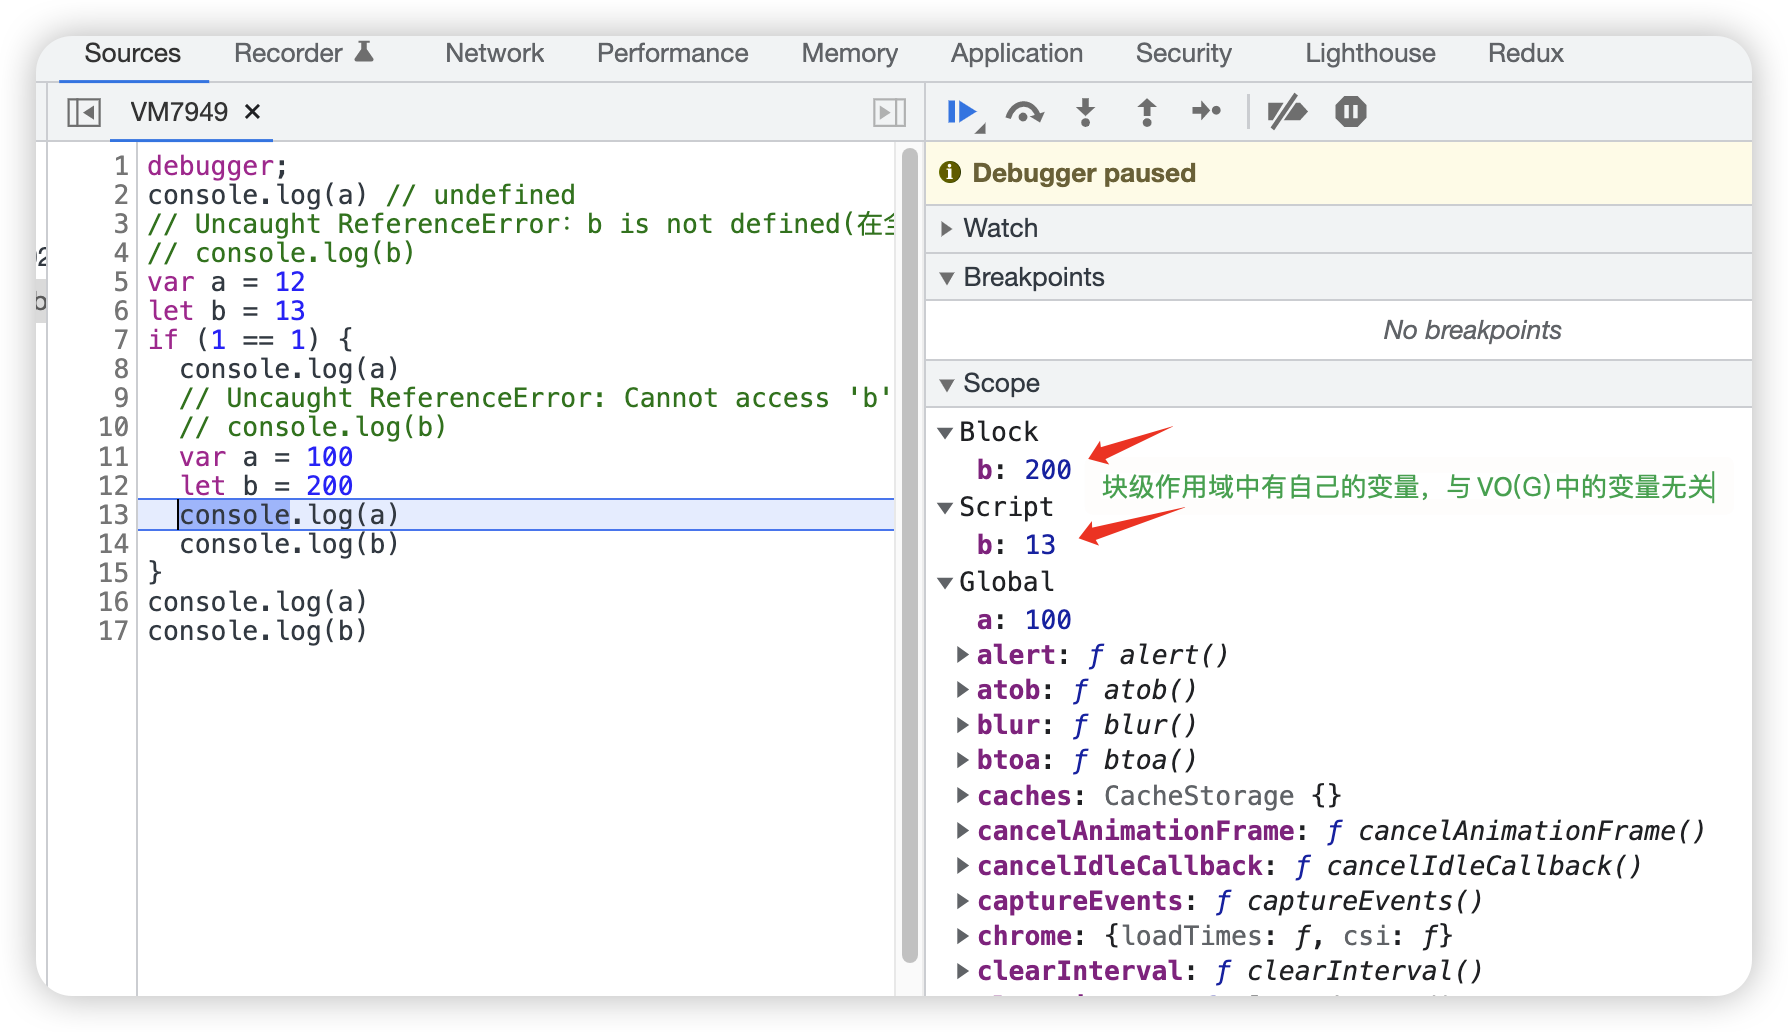 Sources Recorder Network Performance Memory Application Security Lighthouse Redux
VM7949 ×
1 debugger;
2 console.log(a) // undefined
3 // Uncaught ReferenceError: b is not defined(在
4 // console.log(b)
5 var a = 12
6 let b = 13
7 if (1 == 1) {
8 console.log(a)
9 // Uncaught ReferenceError: Cannot access 'b'
10 // console.log(b)
11 var a = 100
12 let b = 200
13 console.log(a)
14 console.log(b)
15 }
16 console.log(a)
17 console.log(b)
Debugger paused
Watch
Breakpoints
No breakpoints
Scope
Block
b: 200
块级作用域中有自己的变量，与 VO(G) 中的变量无关
Script
b: 13
Global
a: 100
alert: ƒ alert()
atob: ƒ atob()
blur: ƒ blur()
btoa: ƒ btoa()
caches: CacheStorage {}
cancelAnimationFrame: ƒ cancelAnimationFrame()
cancelIdleCallback: ƒ cancelIdleCallback()
captureEvents: ƒ captureEvents()
chrome: {loadTimes: ƒ, csi: ƒ}
clearInterval: ƒ clearInterval()